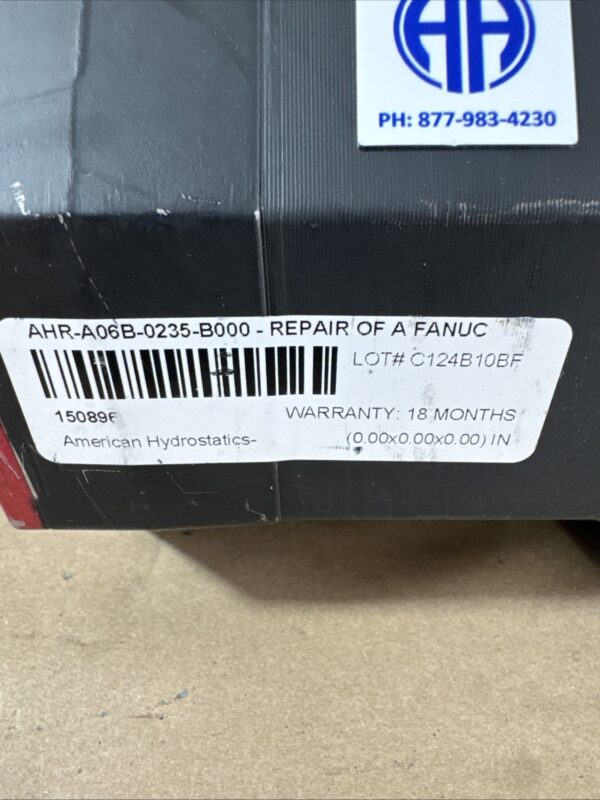 AH
PH: 877-983-4230
AHR-A06B-0235-B000 - REPAIR OF A FANUC
LOT# C124B10BF
150896
WARRANTY: 18 MONTHS
American Hydrostatics-
(0.00x0.00x0.00) IN